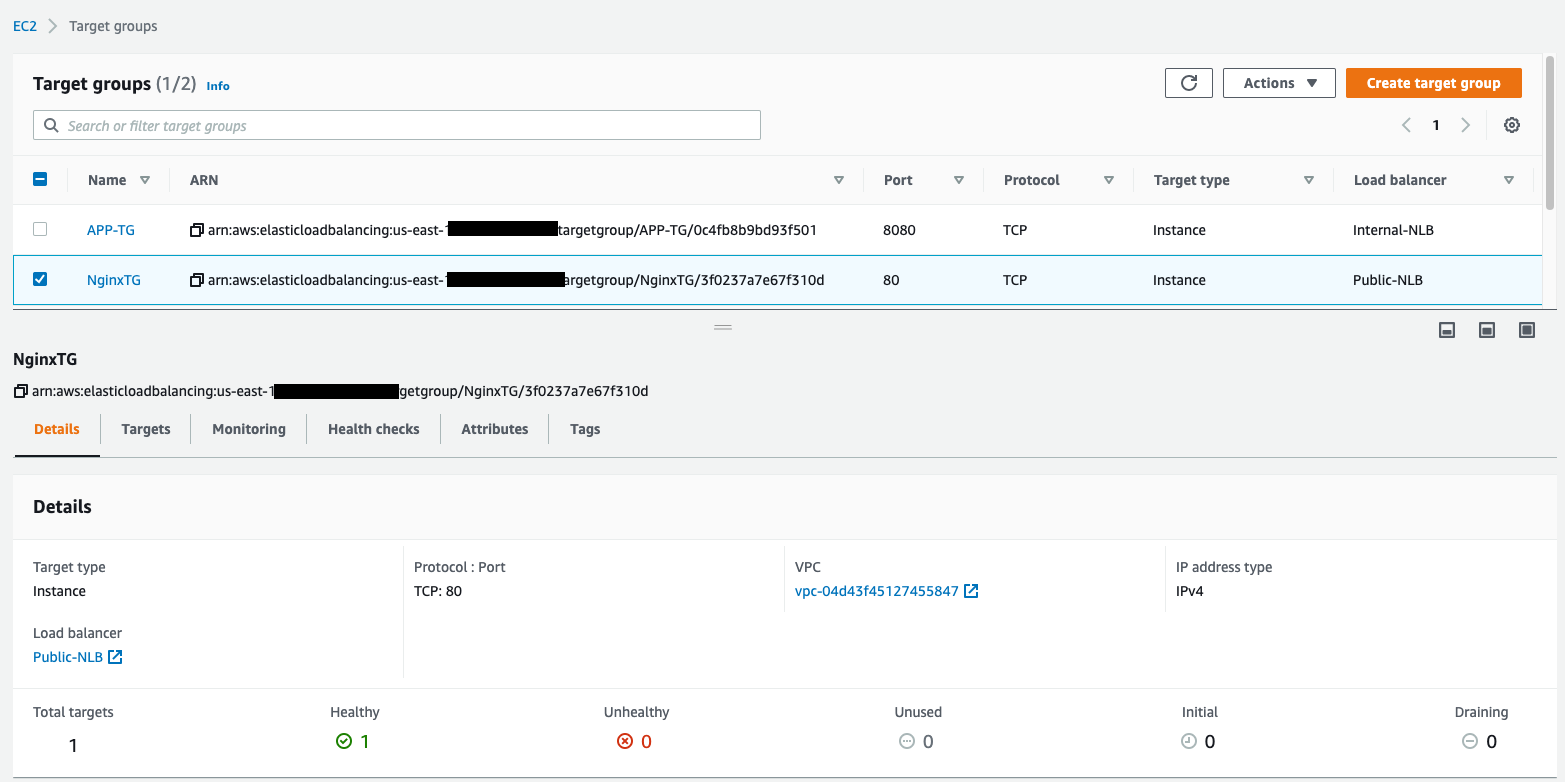 EC2 Target groups
Target groups (1/2) Info
Actions
Create target group
Search or filter target groups
1
Name ARN Port Protocol Target type Load balancer
APP-TG arn:aws:elasticloadbalancing:us-east-1 targetgroup/APP-TG/0c4fb8b9bd93f501 8080 TCP Instance Internal-NLB
NginxTG arn:aws:elasticloadbalancing:us-east- argetgroup/NginxTG/3f0237a7e67f310d 80 TCP Instance Public-NLB
NginxTG
arn:aws:elasticloadbalancing:us-east-1 getgroup/NginxTG/3f0237a7e67f310d
Details Targets Monitoring Health checks Attributes Tags
Details
Target type Protocol : Port VPC IP address type
Instance TCP: 80 vpc-04d43f45127455847 IPv4
Load balancer
Public-NLB
Total targets Healthy Unhealthy Unused Initial Draining
1 1 0 0 0 0